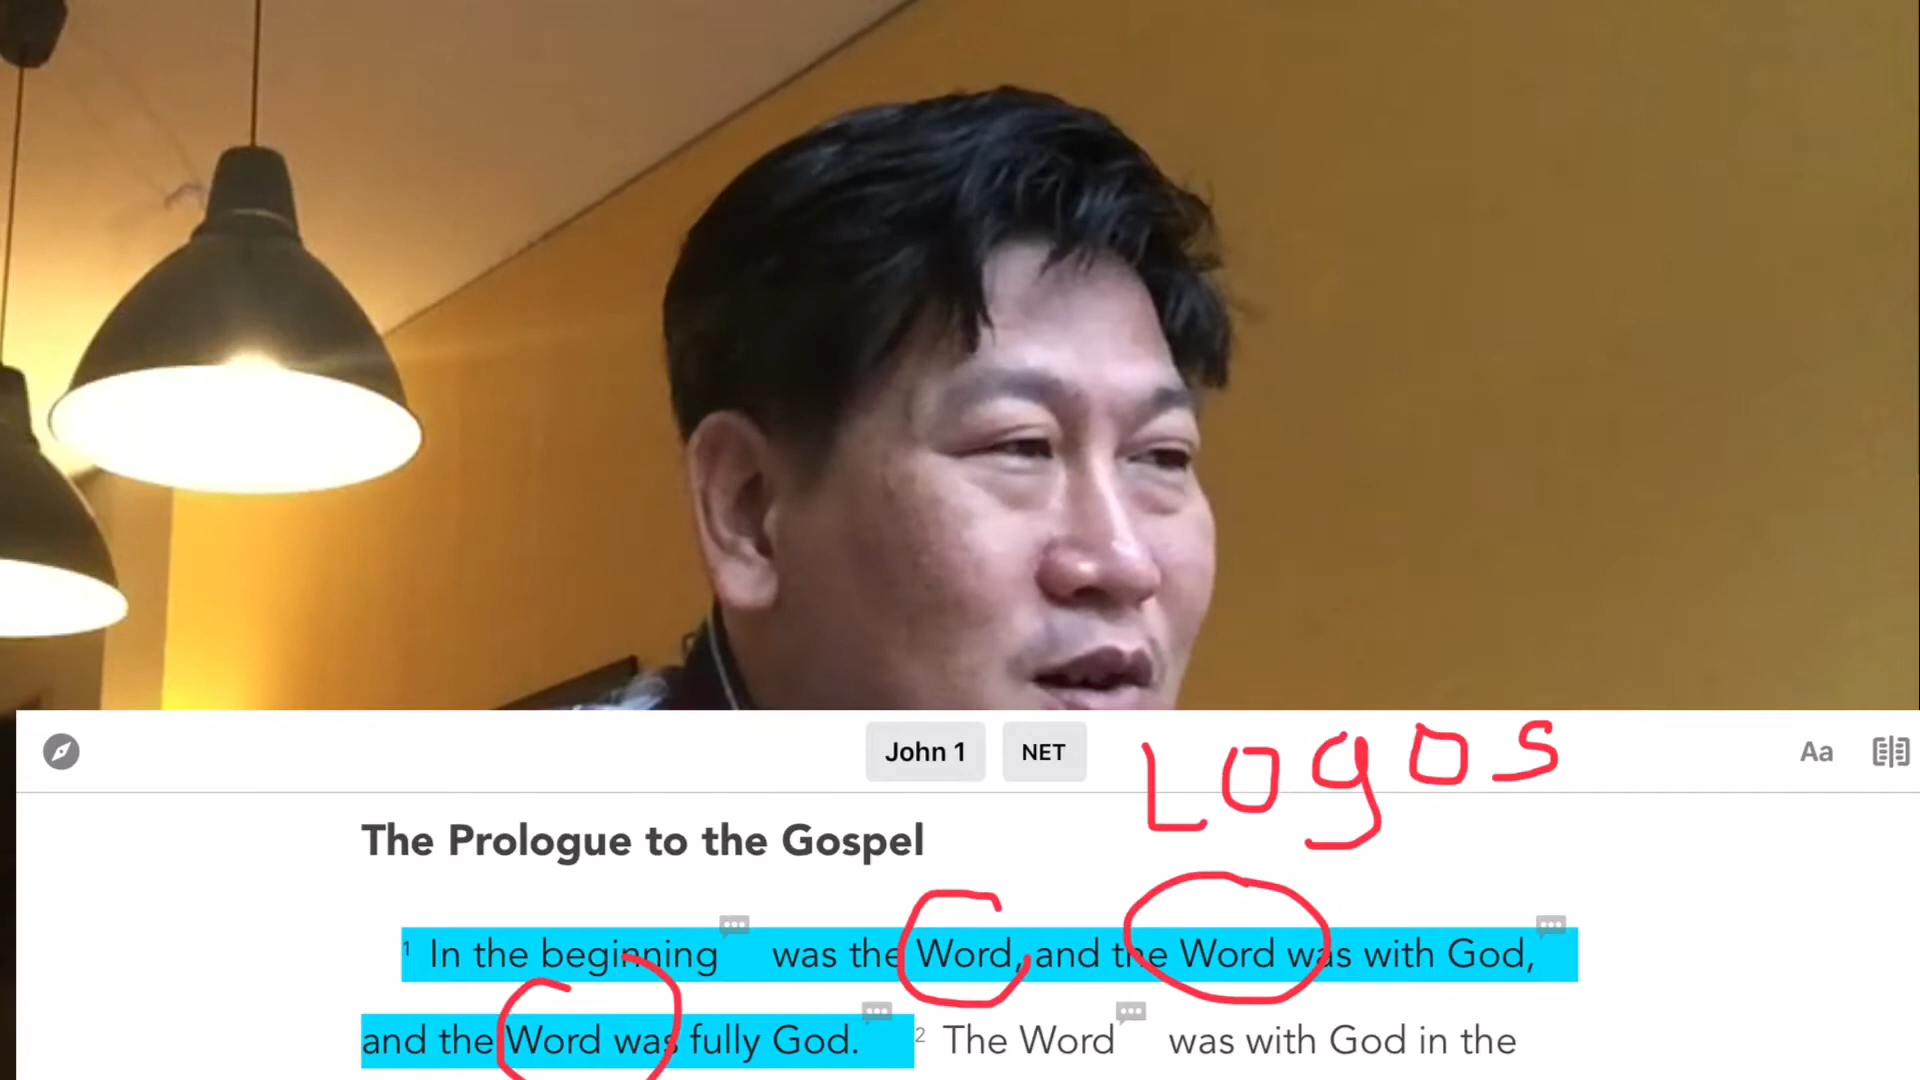 John 1 NET Logos Aa
The Prologue to the Gospel
1 In the beginning was the Word, and the Word was with God,
and the Word was fully God. 2 The Word was with God in the